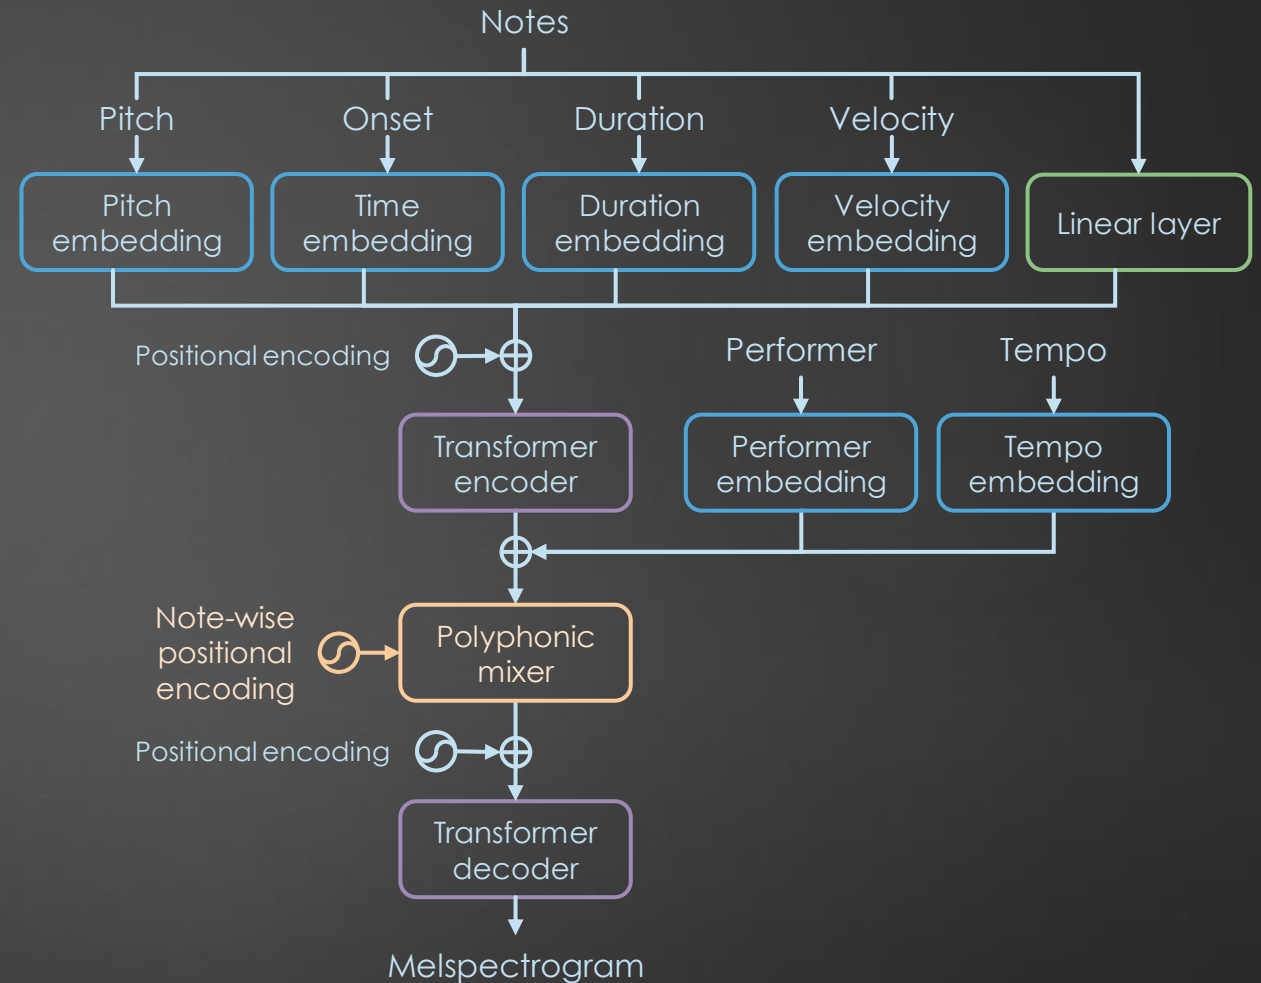 Notes
Pitch
Onset
Duration
Velocity
Pitch
embedding
Time
embedding
Duration
embedding
Velocity
embedding
Linear layer
Positional encoding
Performer
Tempo
Transformer
encoder
Performer
embedding
Tempo
embedding
Note-wise
positional
encoding
Polyphonic
mixer
Positional encoding
Transformer
decoder
Melspectrogram